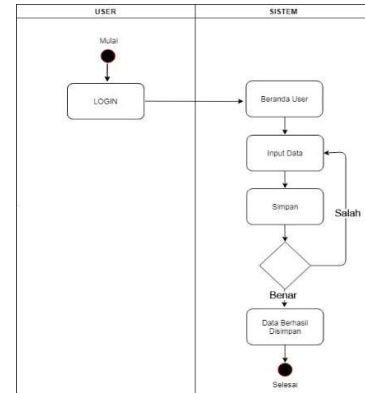 USER
SISTEM
Mulai
LOGIN
Beranda User
Input Data
Simpan
Salah
Benar
Data Berhasil
Disimpan
Selesai